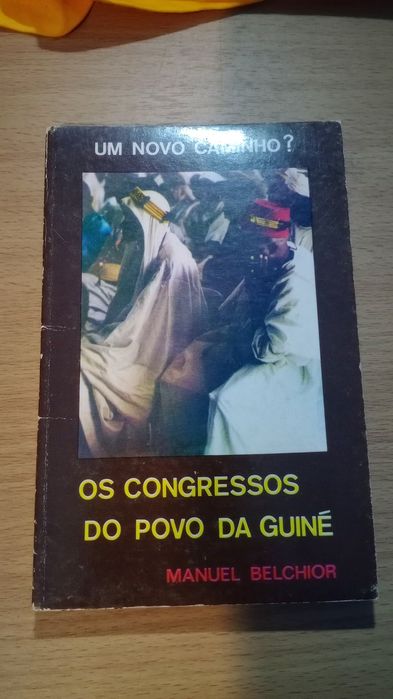 UM NOVO CAMINHO?
OS CONGRESSOS
DO POVO DA GUINÉ
MANUEL BELCHIOR